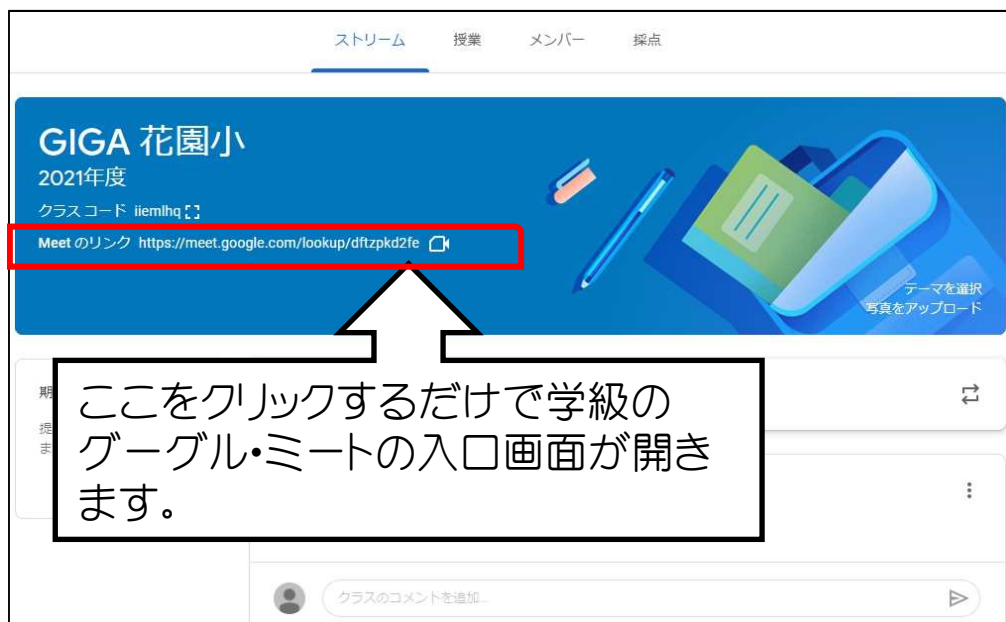 ストリーム 授業 メンバー 採点
GIGA 花園小
2021年度
クラス コード iiemlhq
Meet のリンク https://meet.google.com/lookup/dftzpkd2fe
テーマを選択
写真をアップロード
期
提
ま
ここをクリックするだけで学級の
グーグル・ミートの入口画面が開き
ます。
クラスのコメントを追加...